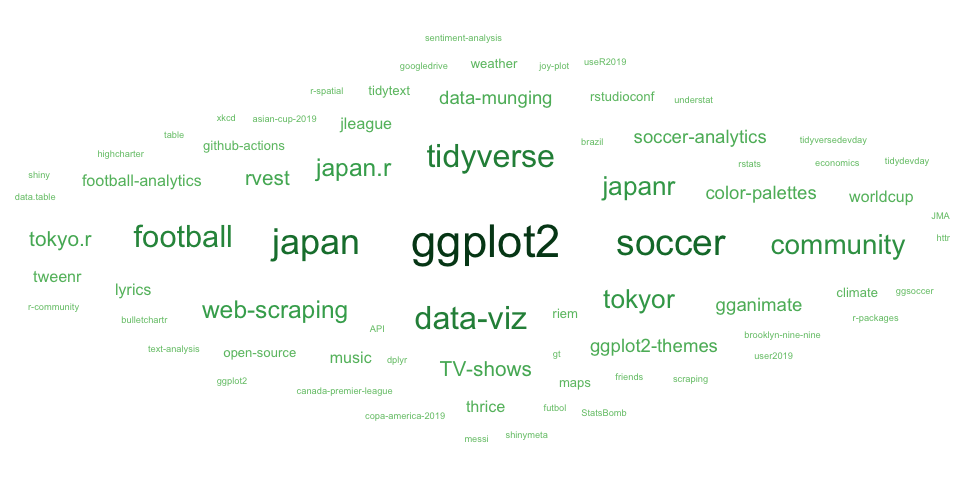 sentiment-analysis
googledrive weather joy-plot useR2019
r-spatial tidytext data-munging rstudioconf understat
xkcd asian-cup-2019 jleague
table github-actions tidyverse brazil soccer-analytics tidyversedevday
highcharter japan.r rstats economics tidydevday
shiny football-analytics rvest japanr color-palettes worldcup
data.table JMA
tokyo.r football japan ggplot2 soccer community httr
tweenr lyrics web-scraping tokyor gganimate climate ggsoccer
r-community bulletchartr API data-viz riem r-packages
text-analysis open-source music dplyr gt ggplot2-themes brooklyn-nine-nine
TV-shows user2019
ggplot2 canada-premier-league maps friends scraping
copa-america-2019 thrice futbol StatsBomb
messi shinymeta